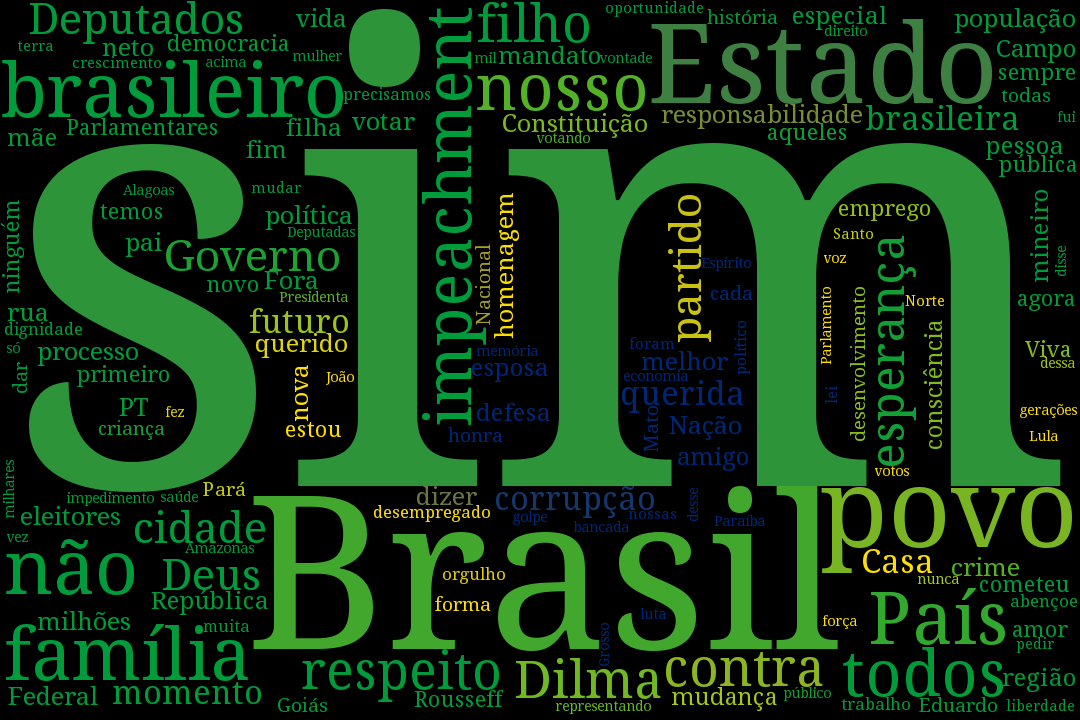 Deputados
vida
filho
oportunidade
história
especial
direito
população
terra
neto
democracia
mulher
mil
mandato
vontade
Estado
Campo
crescimento
acima
sempre
brasileiro
precisamos
nosso
todas
mãe
Parlamentares
filha
votar
Constituição
responsabilidade
brasileira
fui
votando
aqueles
pessoa
fim
pública
impeachment
sim
Alagoas
mudar
temos
política
Deputadas
pai
Governo
novo
Fora
Presidenta
ninguém
homenagem
Nacional
partido
Espírito
cada
emprego
Santo
voz
Norte
mineiro
disse
agora
rua
dignidade
futuro
querido
só
processo
primeiro
dar
João
nova
PT
fez
criança
estou
memória
esposa
defesa
honra
foram
melhor
político
economia
querida
lei
Mato
Nação
amigo
Parlamento
desenvolvimento
esperança
consciência
Viva
dessa
gerações
Lula
votos
milhares
impedimento
saúde
Pará
dizer
corrupção
desse
povo
eleitores
cidade
desempregado
golpe
nossas
bancada
Paraíba
vez
Amazonas
não
Deus
Brasil
Casa
crime
orgulho
nunca
cometeu
República
forma
luta
abençoe
milhões
muita
força
País
amor
pedir
família
Grosso
respeito
Dilma
contra
todos
região
Federal
momento
Goiás
Rousseff
representando
mudança
público
trabalho
Eduardo
liberdade